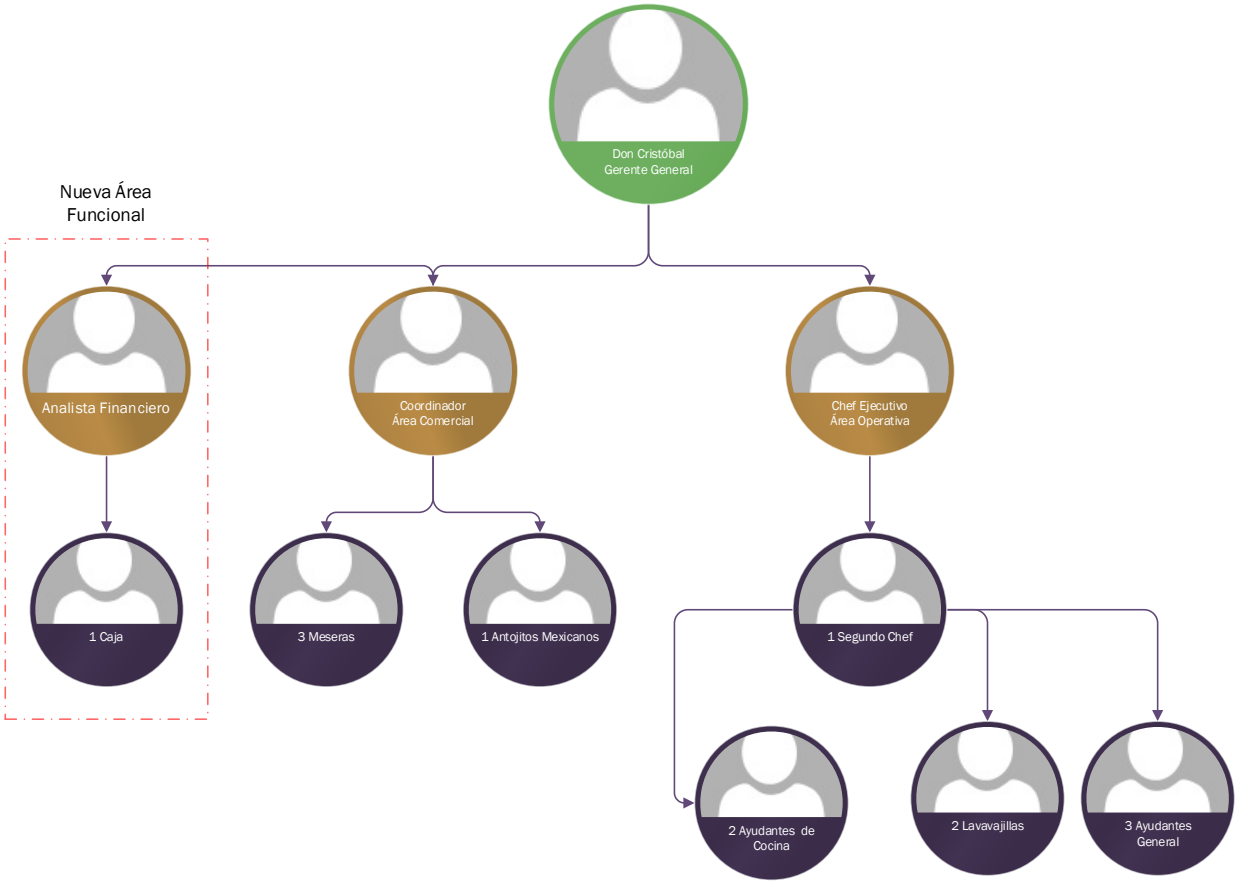 Don Cristóbal
Gerente General
Nueva Área
Funcional
Analista Financiero
Coordinador
Área Comercial
Chef Ejecutivo
Área Operativa
1 Caja
3 Meseras
1 Antojitos Mexicanos
1 Segundo Chef
2 Ayudantes de
Cocina
2 Lavavajillas
3 Ayudantes
General